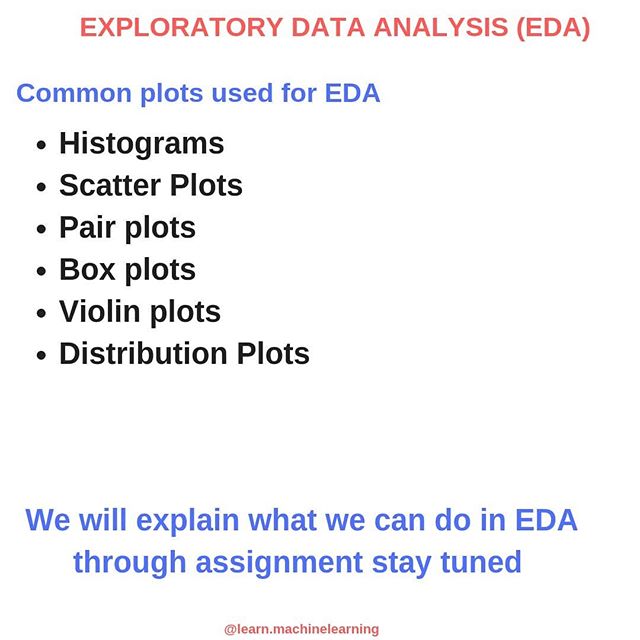 EXPLORATORY DATA ANALYSIS (EDA)
Common plots used for EDA
• Histograms
• Scatter Plots
• Pair plots
• Box plots
• Violin plots
• Distribution Plots
We will explain what we can do in EDA
through assignment stay tuned
@learn.machinelearning